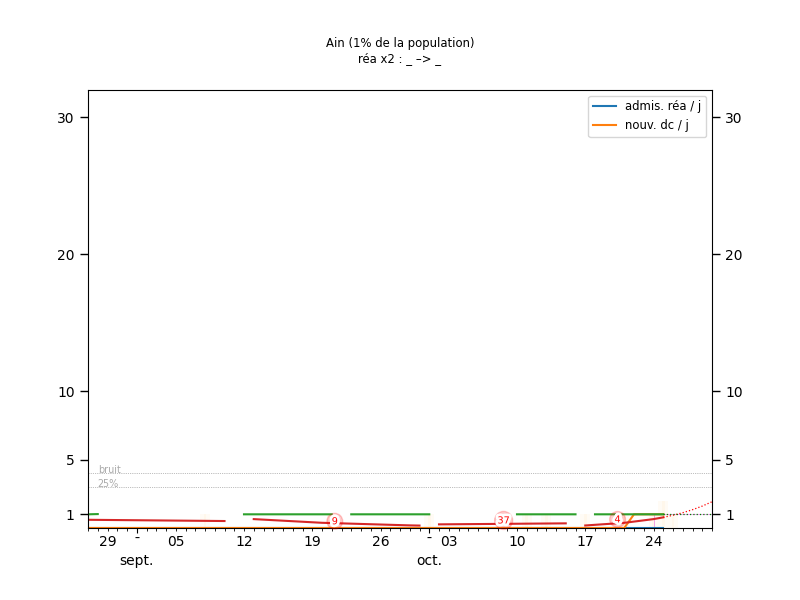 Ain (1% de la population)
réa x2 : _ −> _
admis. réa / j
nouv. dc / j
30 30
20 20
10 10
5 5
bruit
25%
1 1
9 37 4
29 - 05 12 19 26 - 03 10 17 24
sept. oct.